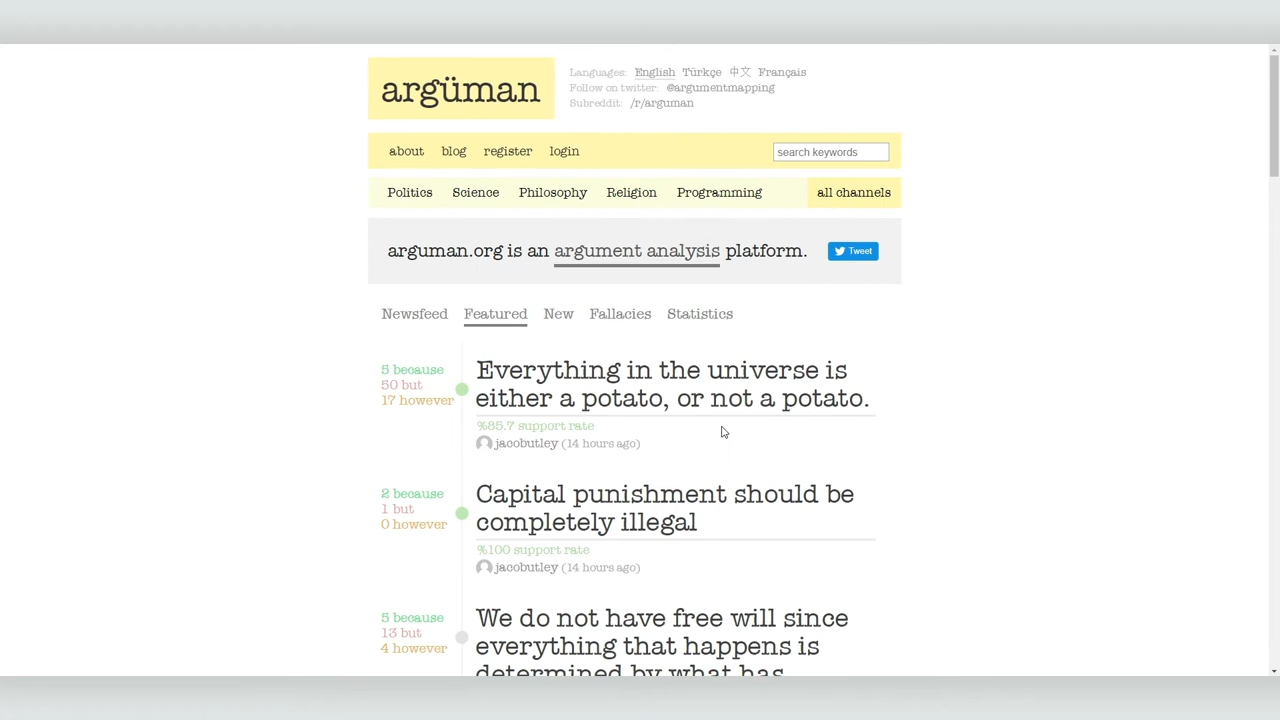 argüman
Languages: English Türkçe 中文 Français
Follow on twitter: @argumentmapping
Subreddit: /r/arguman
about blog register login
search keywords
Politics Science Philosophy Religion Programming all channels
arguman.org is an argument analysis platform.
Tweet
Newsfeed Featured New Fallacies Statistics
5 because
50 but
17 however
Everything in the universe is
either a potato, or not a potato.
%85.7 support rate
jacobutley (14 hours ago)
2 because
1 but
0 however
Capital punishment should be
completely illegal
%100 support rate
jacobutley (14 hours ago)
5 because
13 but
4 however
We do not have free will since
everything that happens is
determined by what has